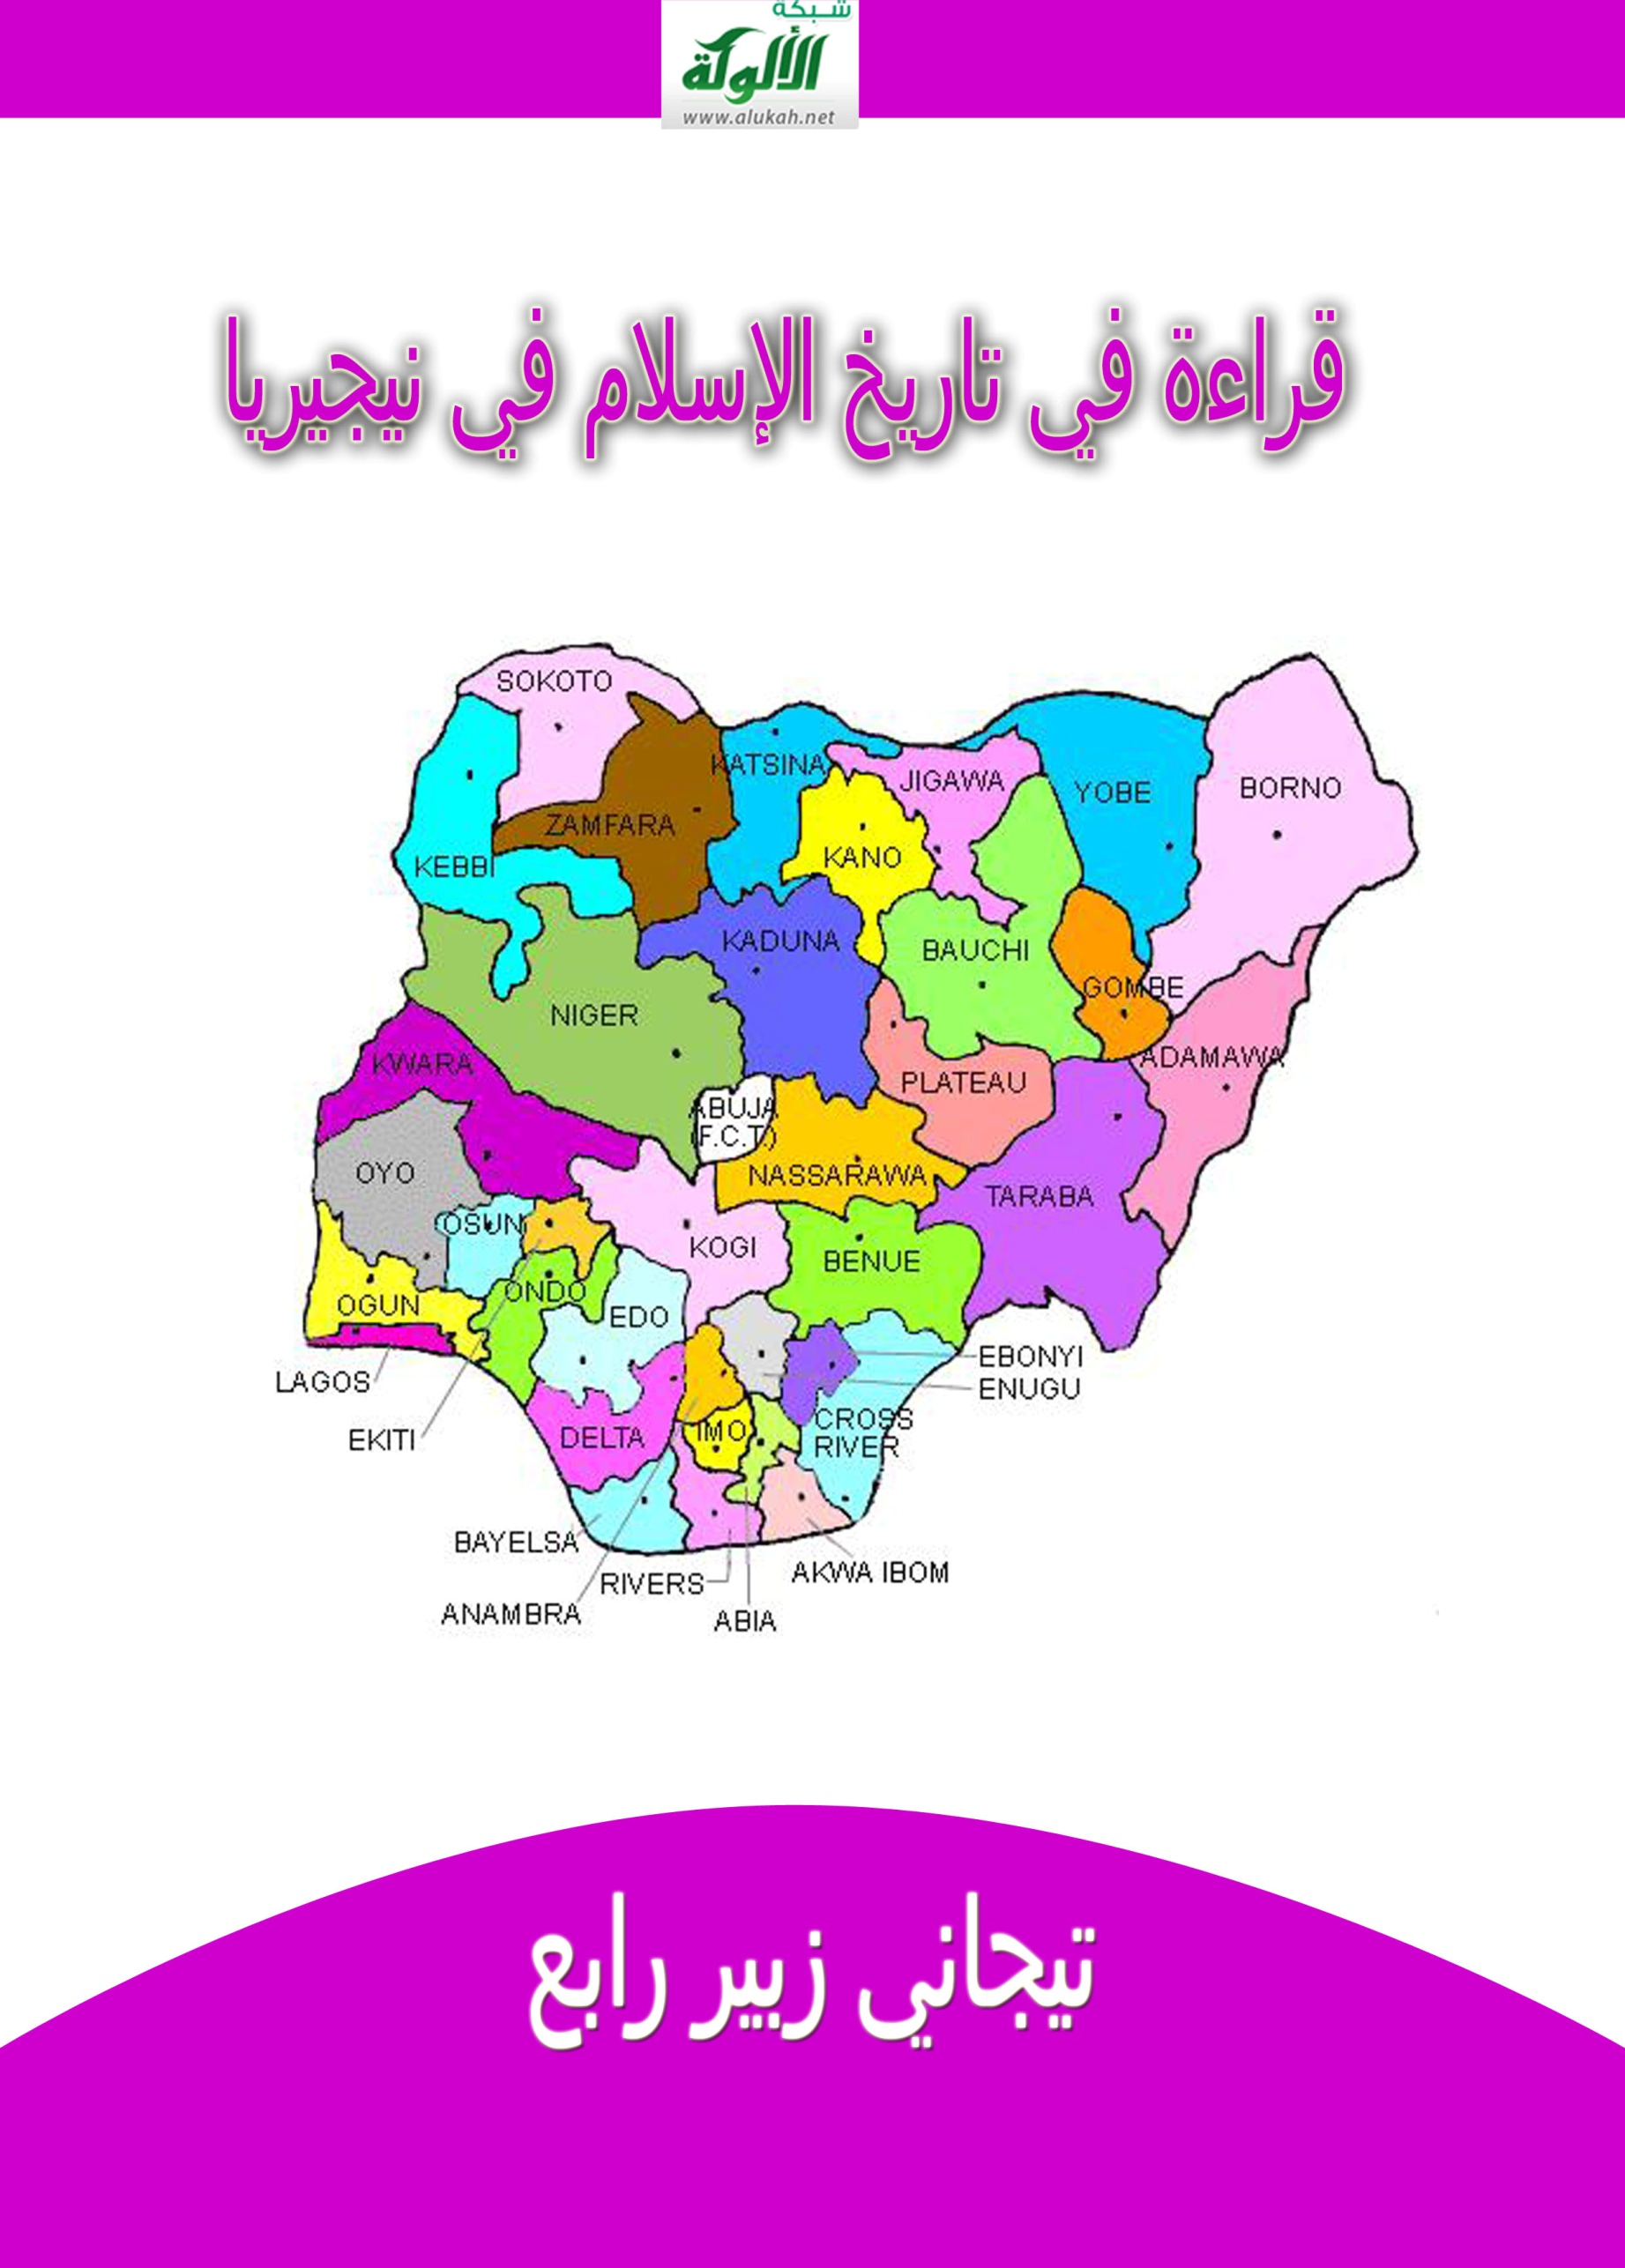 شبكة
الألوكة
www.alukah.net
قراءة في تاريخ الإسلام في نيجيريا
SOKOTO
KATSINA
JIGAWA
YOBE
BORNO
ZAMFARA
KANO
KEBBI
KADUNA
BAUCHI
GOMBE
NIGER
ADAMAWA
KWARA
PLATEAU
ABUJA
(F.C.T.)
OYO
NASSARAWA
TARABA
OSUN
KOGI
BENUE
ONDO
OGUN
EDO
EBONYI
LAGOS
ENUGU
CROSS
RIVER
EKITI
DELTA
IMO
BAYELSA
RIVERS
AKWA IBOM
ANAMBRA
ABIA
تيجاني زبير رابع